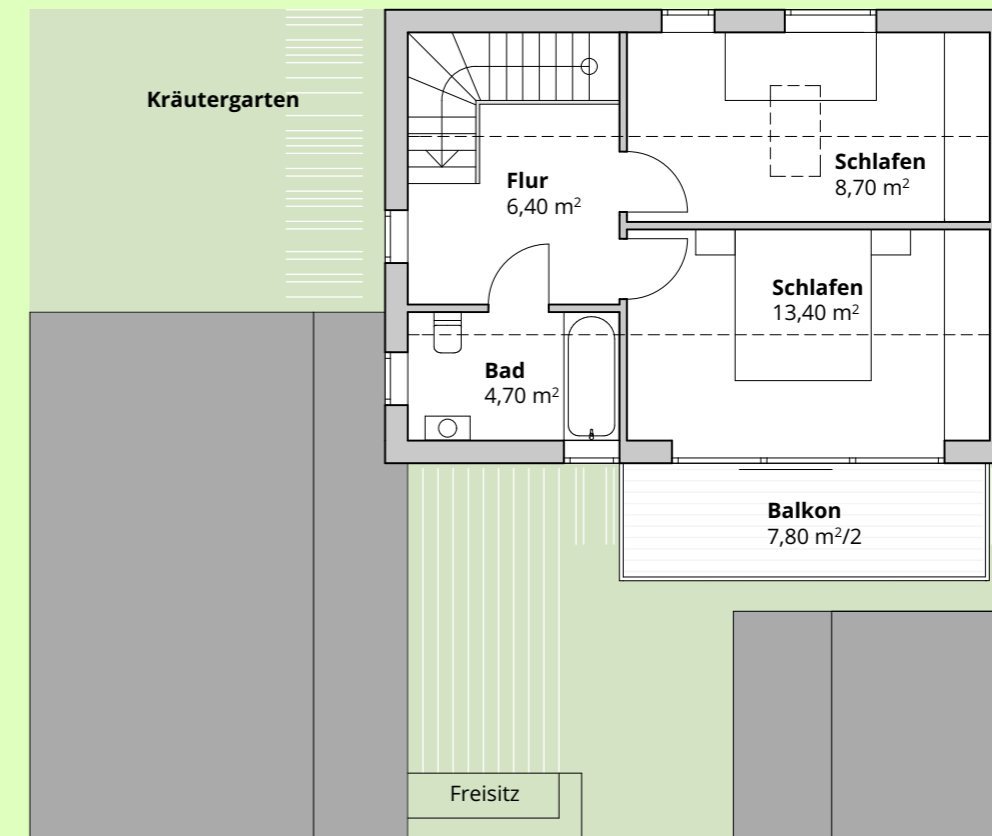 Kräutergarten
Flur
6,40 m²
Schlafen
8,70 m²
Schlafen
13,40 m²
Bad
4,70 m²
Balkon
7,80 m²/2
Freisitz